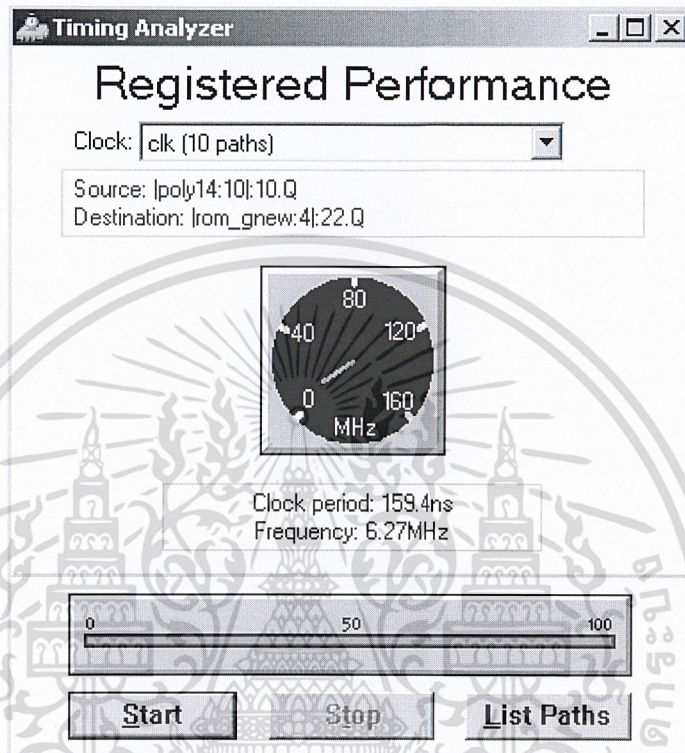 Timing Analyzer
Registered Performance
Clock: clk (10 paths)
Source: |poly14:10|:10.Q
Destination: |rom_gnew:4|:22.Q
80
40 120
0 160
MHz
Clock period: 159.4ns
Frequency: 6.27MHz
0 50 100
Start Stop List Paths